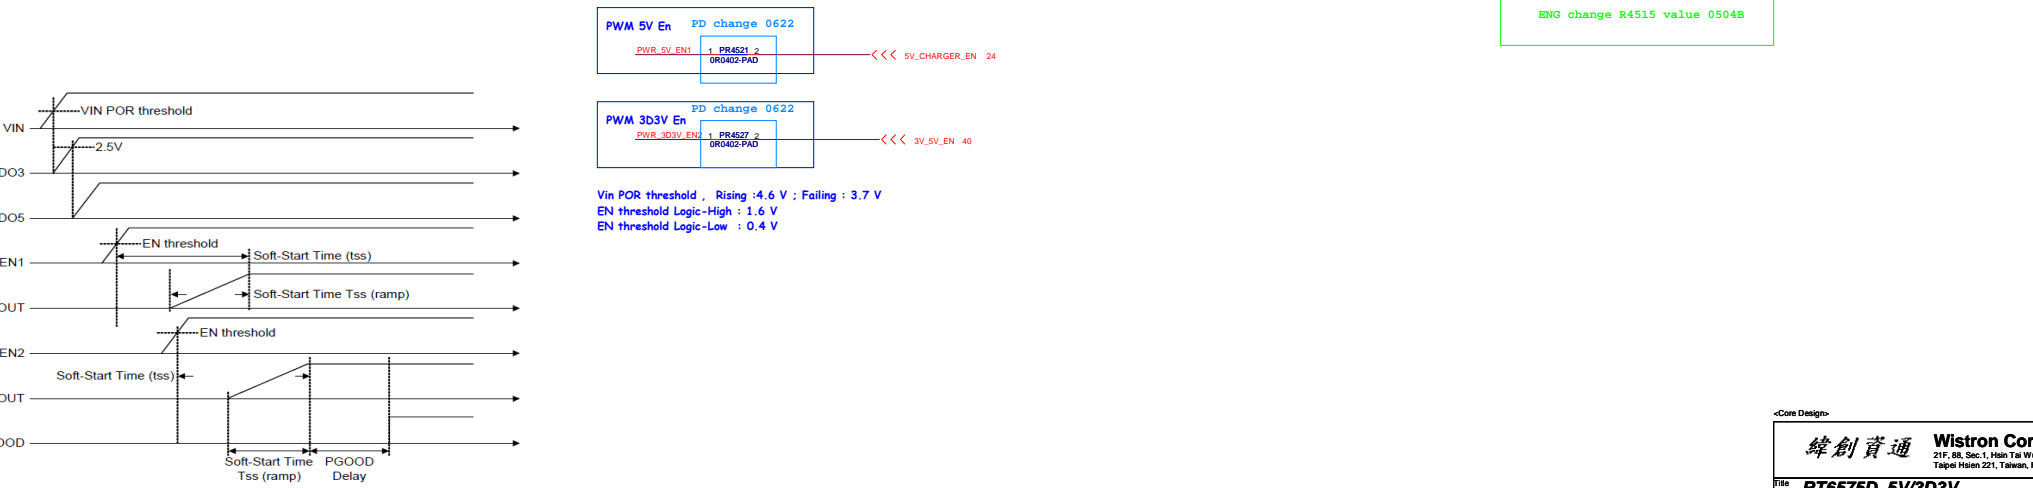 PWM 5V En
PD change 0622
PWR_5V_EN1
1 PR4521 2
0R0402-PAD
5V_CHARGER_EN 24
PWM 3D3V En
PD change 0622
PWR_3D3V_EN2
1 PR4527 2
0R0402-PAD
3V_5V_EN 40
Vin POR threshold , Rising :4.6 V ; Failing : 3.7 V
EN threshold Logic-High : 1.6 V
EN threshold Logic-Low : 0.4 V
ENG change R4515 value 0504B
VIN
VIN POR threshold
2.5V
DO3
DO5
EN threshold
EN1
Soft-Start Time (tss)
Soft-Start Time Tss (ramp)
OUT
EN threshold
EN2
Soft-Start Time (tss)
OUT
OOD
Soft-Start Time
Tss (ramp)
PGOOD
Delay
<Core Design>
緯創資通
Wistron Cor
21F, 88, Sec.1, Hsin Tai W
Taipei Hsien 221, Taiwan,
Title
RT6575D_5V/3D3V